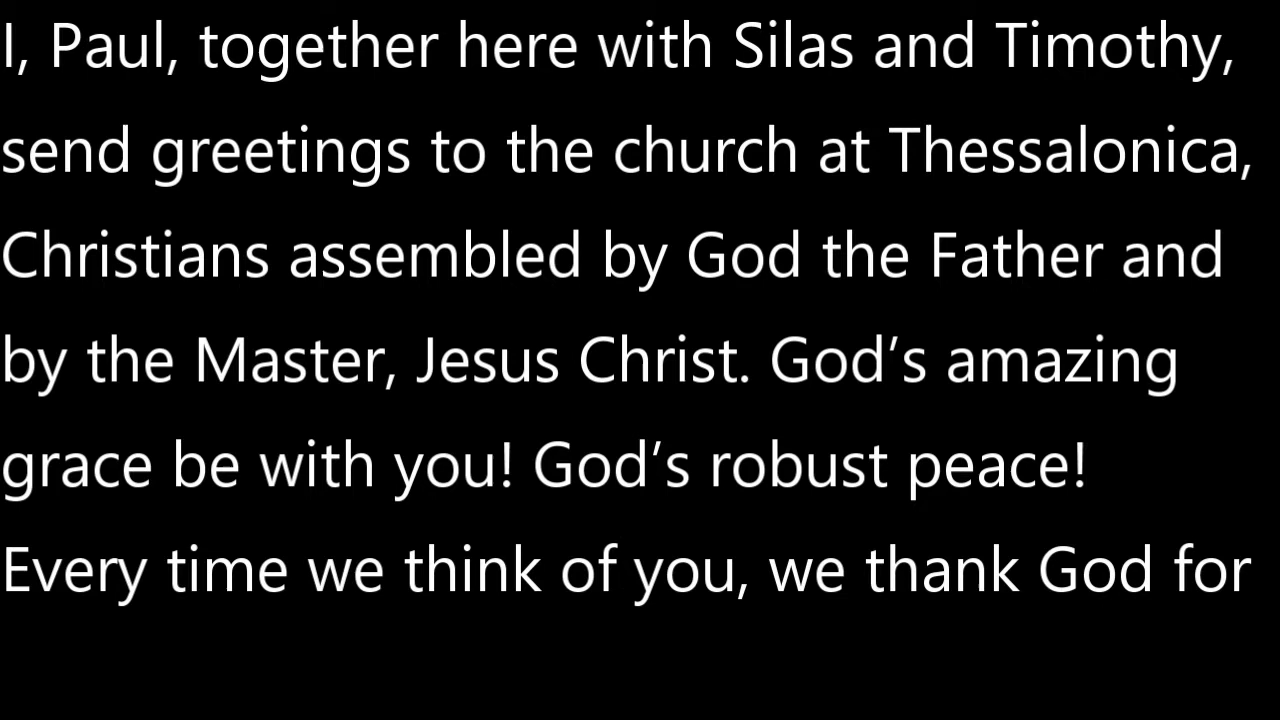 I, Paul, together here with Silas and Timothy,
send greetings to the church at Thessalonica,
Christians assembled by God the Father and
by the Master, Jesus Christ. God’s amazing
grace be with you! God’s robust peace!
Every time we think of you, we thank God for